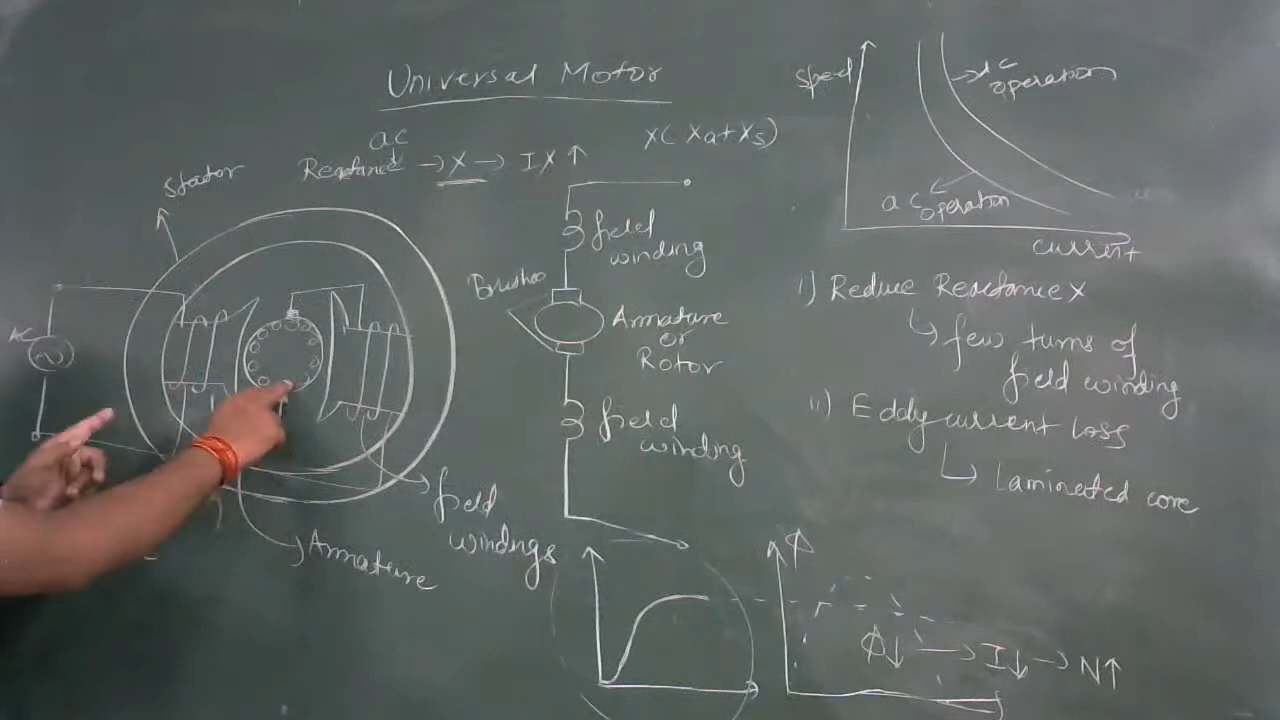 Universal Motor
ac
Reactance → X → IX ↑
X(Xa+Xs)
Stator
AC
field
windings
Armature
field
winding
Brushes
Armature
or
Rotor
field
winding
Speed
dc
operation
ac
operation
current
i) Reduce Reactance X
few turns of
field winding
ii) Eddy current loss
laminated core
ϕ
ϕ↓ → I↓ → N↑